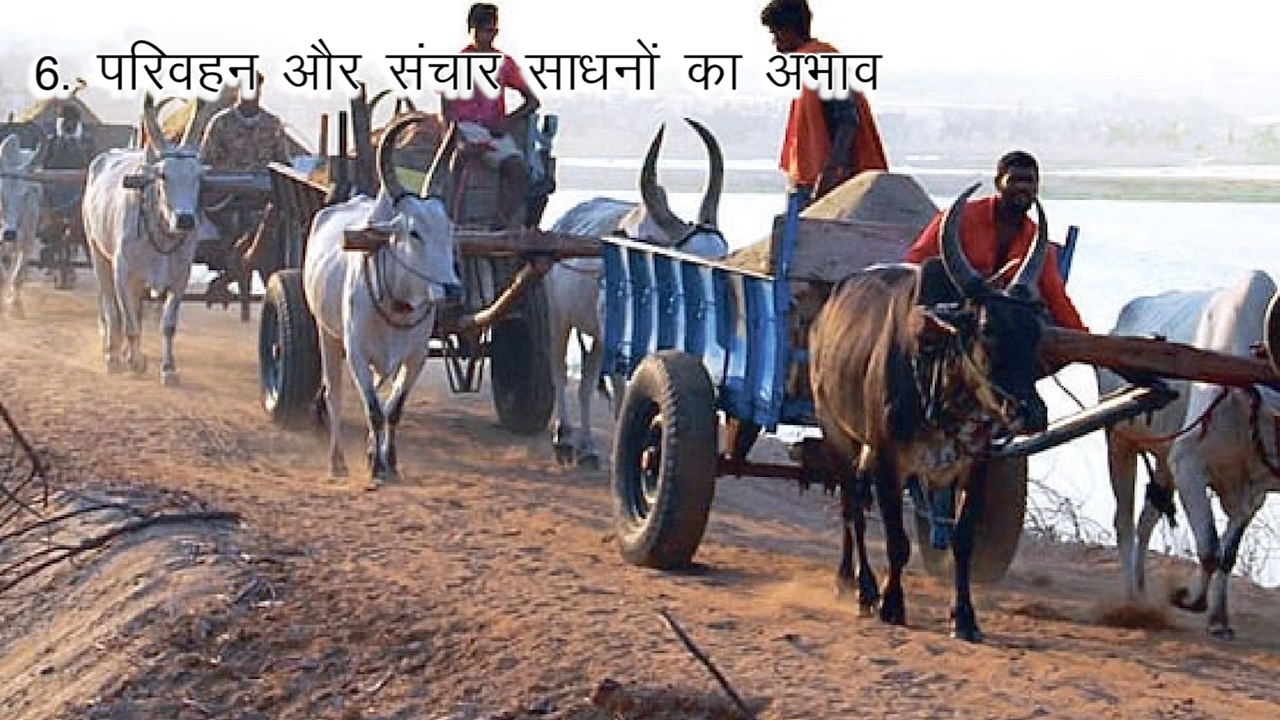 6. परिवहन और संचार साधनों का अभाव